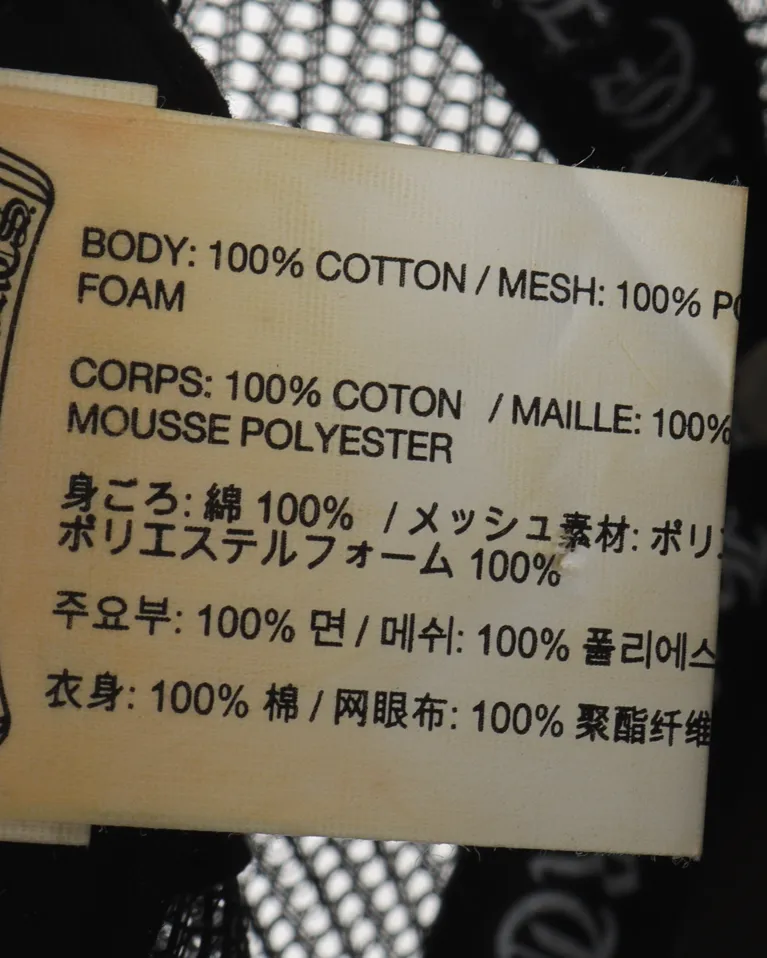 BODY: 100% COTTON / MESH: 100%
FOAM
CORPS: 100% COTON / MAILLE: 100%
MOUSSE POLYESTER
身ごろ: 綿 100% / メッシュ素材: ポリ
ポリエステルフォーム 100%
주요부: 100% 면 / 메쉬: 100% 폴리에스
衣身: 100% 棉 / 网眼布: 100% 聚酯纤维